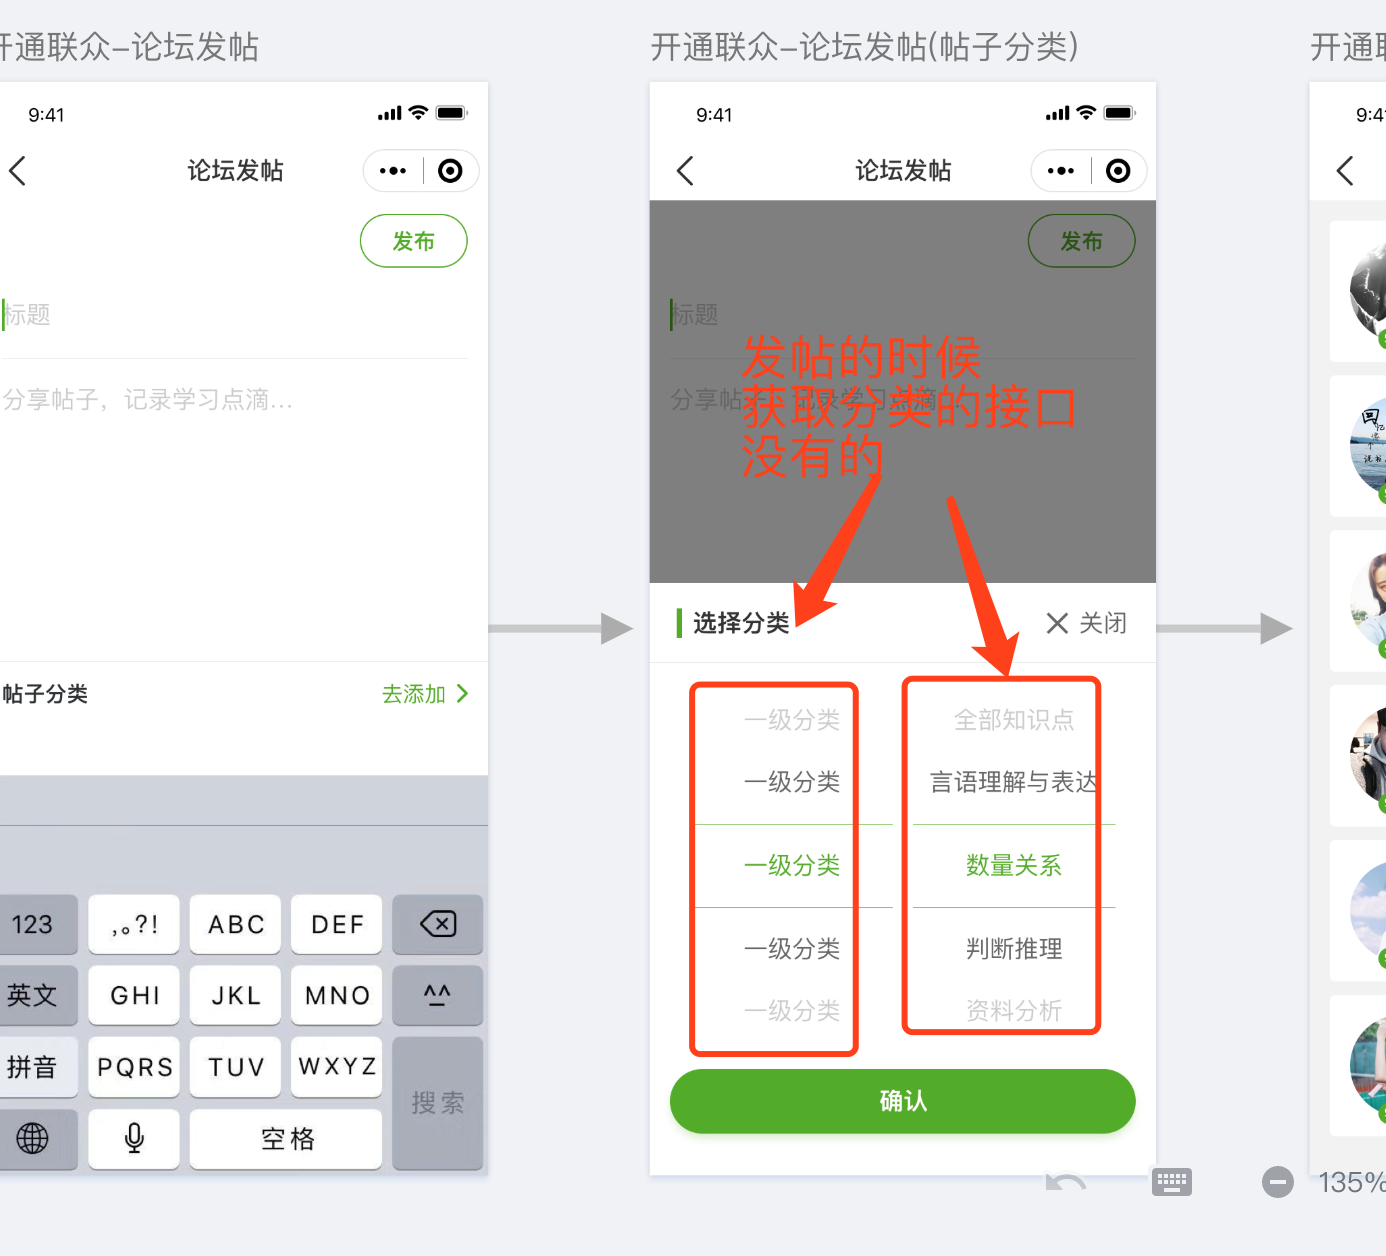 开通联众-论坛发帖
9:41
论坛发帖
发布
标题
分享帖子，记录学习点滴...
帖子分类
去添加
123
,。?!
ABC
DEF
英文
GHI
JKL
MNO
^^
拼音
PQRS
TUV
WXYZ
搜索
空格
开通联众-论坛发帖(帖子分类)
9:41
论坛发帖
发布
标题
分享帖子，记录学习点滴...
发帖的时候
获取分类的接口
没有的
选择分类
关闭
一级分类
全部知识点
一级分类
言语理解与表达
一级分类
数量关系
一级分类
判断推理
一级分类
资料分析
确认
开通
9:4
135%